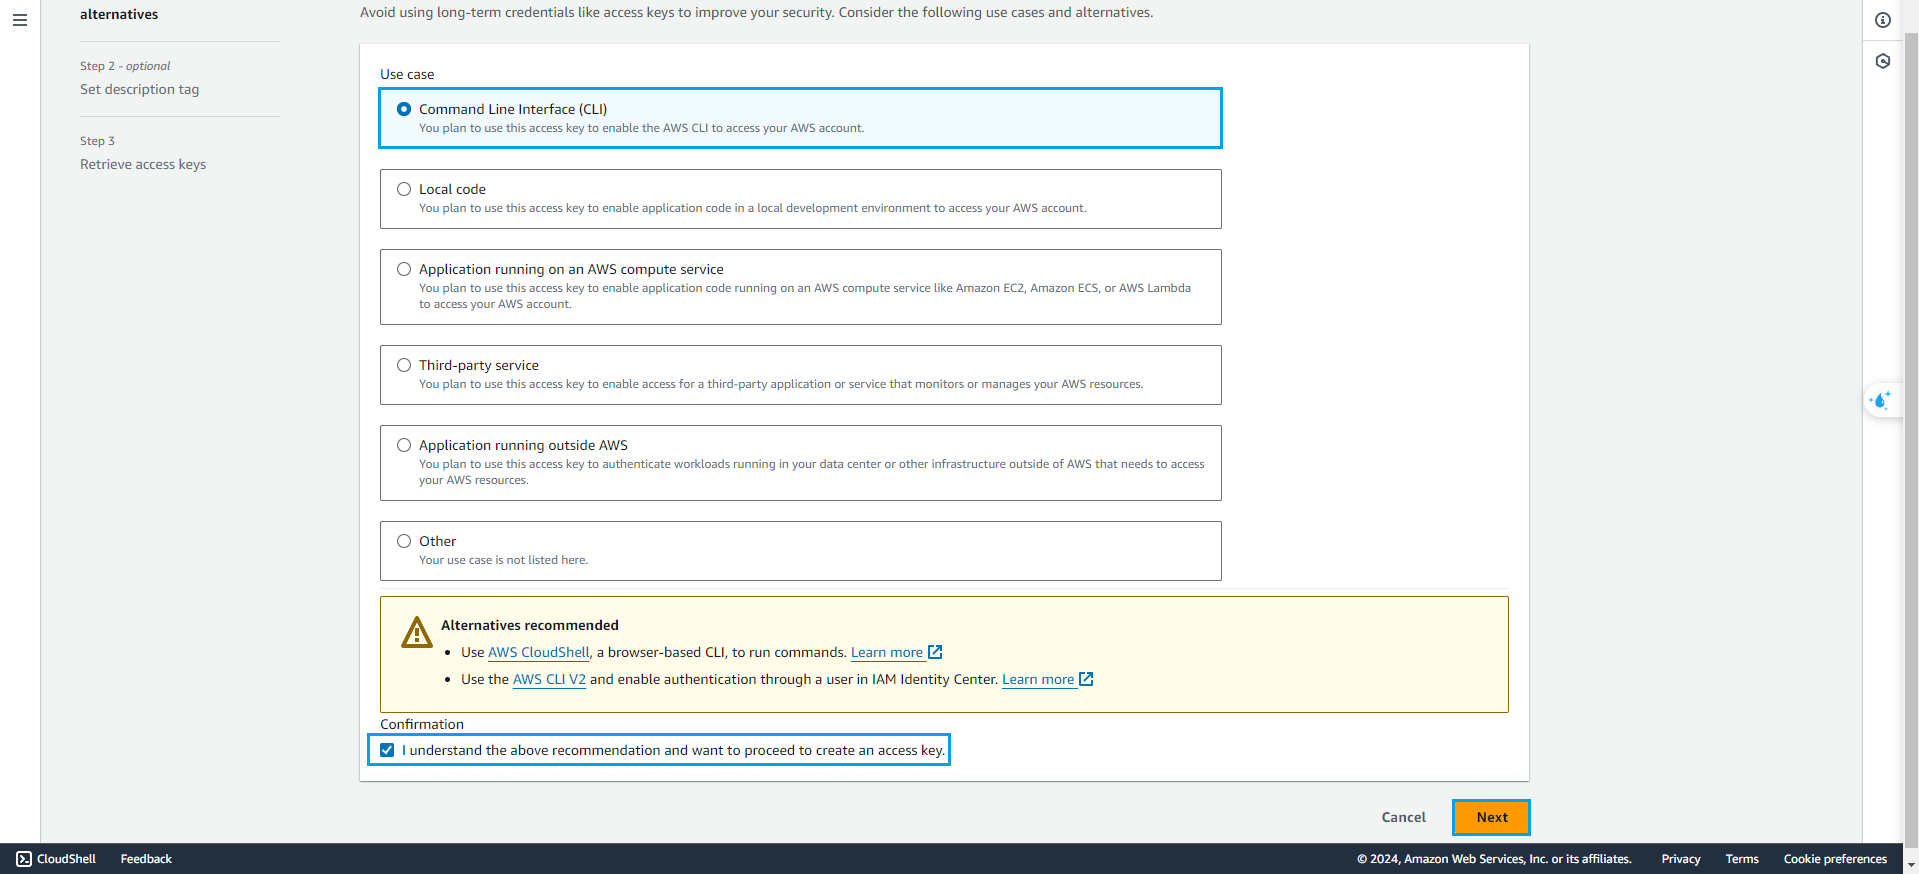 alternatives
Avoid using long-term credentials like access keys to improve your security. Consider the following use cases and alternatives.
Step 2 - optional
Set description tag
Step 3
Retrieve access keys
Use case
Command Line Interface (CLI)
You plan to use this access key to enable the AWS CLI to access your AWS account.
Local code
You plan to use this access key to enable application code in a local development environment to access your AWS account.
Application running on an AWS compute service
You plan to use this access key to enable application code running on an AWS compute service like Amazon EC2, Amazon ECS, or AWS Lambda
to access your AWS account.
Third-party service
You plan to use this access key to enable access for a third-party application or service that monitors or manages your AWS resources.
Application running outside AWS
You plan to use this access key to authenticate workloads running in your data center or other infrastructure outside of AWS that needs to access
your AWS resources.
Other
Your use case is not listed here.
Alternatives recommended
• Use AWS CloudShell, a browser-based CLI, to run commands. Learn more
• Use the AWS CLI V2 and enable authentication through a user in IAM Identity Center. Learn more
Confirmation
I understand the above recommendation and want to proceed to create an access key.
Cancel
Next
CloudShell
Feedback
© 2024, Amazon Web Services, Inc. or its affiliates.
Privacy
Terms
Cookie preferences